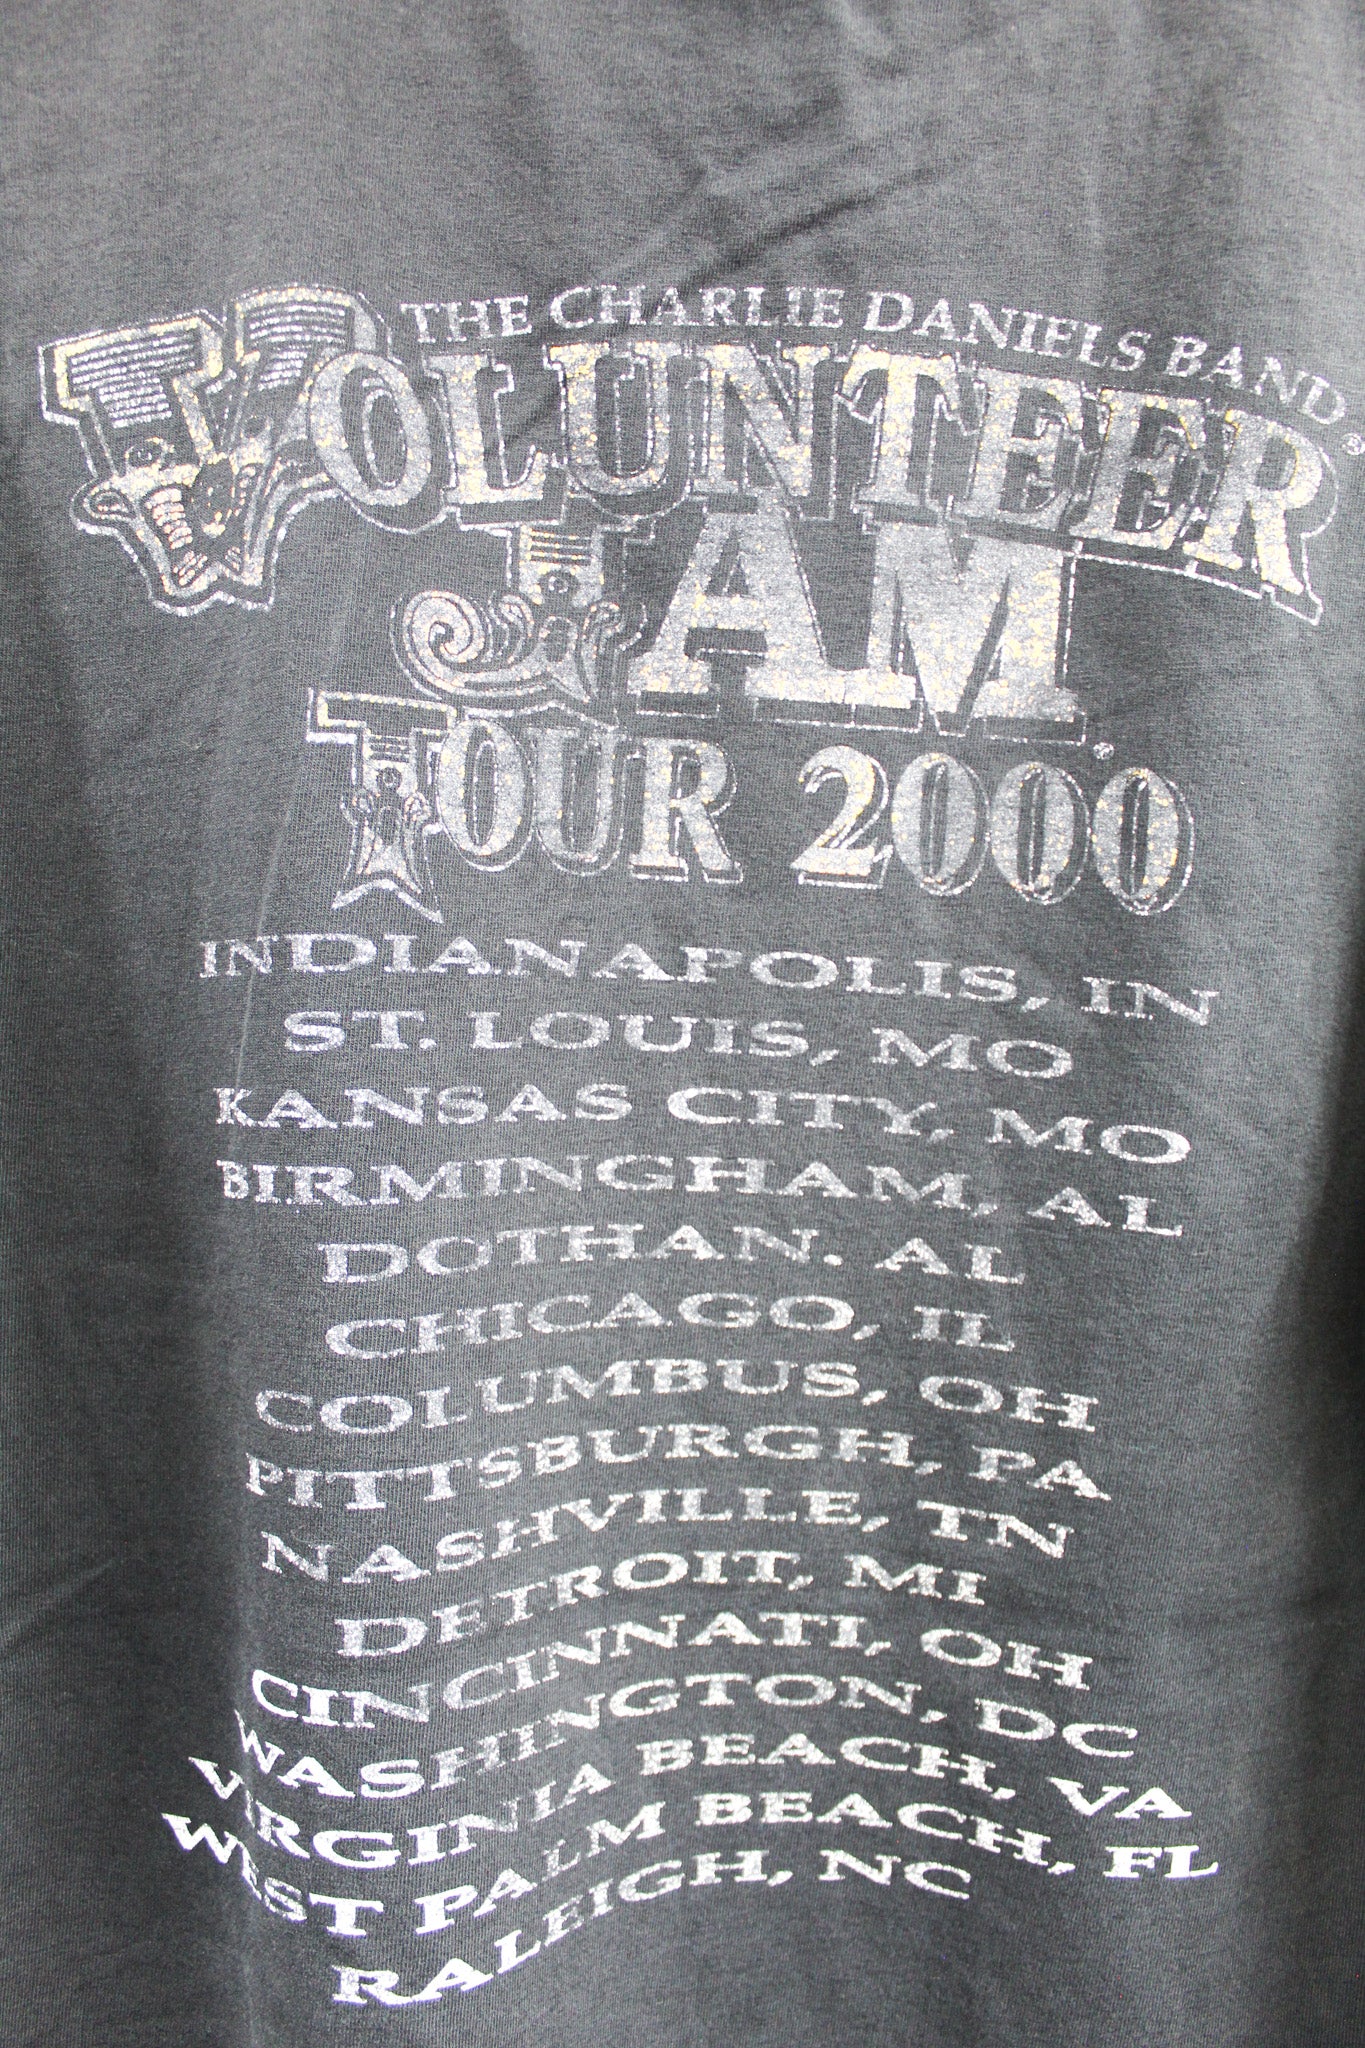 THE CHARLIE DANIELS BAND®
VOLUNTEER
JAM®
TOUR 2000
INDIANAPOLIS, IN
ST. LOUIS, MO
KANSAS CITY, MO
BIRMINGHAM, AL
DOTHAN. AL
CHICAGO, IL
COLUMBUS, OH
PITTSBURGH, PA
NASHVILLE, TN
DETROIT, MI
CINCINNATI, OH
WASHINGTON, DC
VIRGINIA BEACH, VA
WEST PALM BEACH, FL
RALEIGH, NC